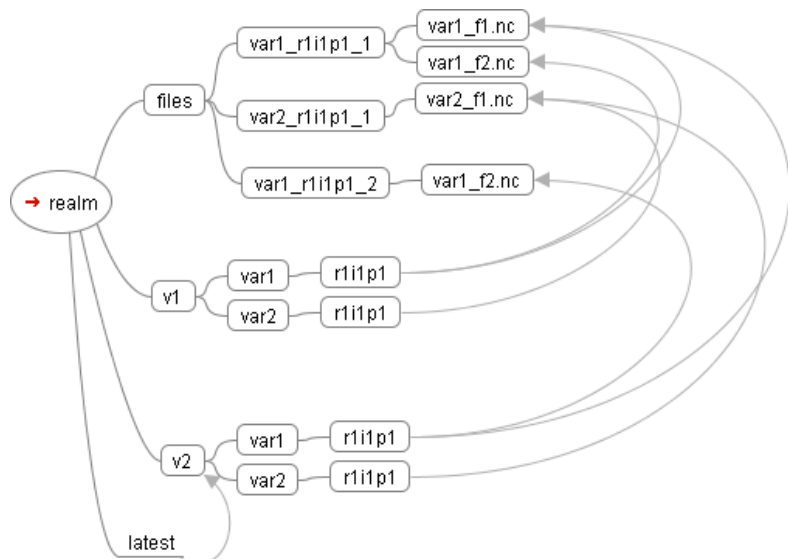 realm
files
var1_r1i1p1_1
var1_f1.nc
var1_f2.nc
var2_r1i1p1_1
var2_f1.nc
var1_r1i1p1_2
var1_f2.nc
v1
var1
r1i1p1
var2
r1i1p1
v2
var1
r1i1p1
var2
r1i1p1
latest